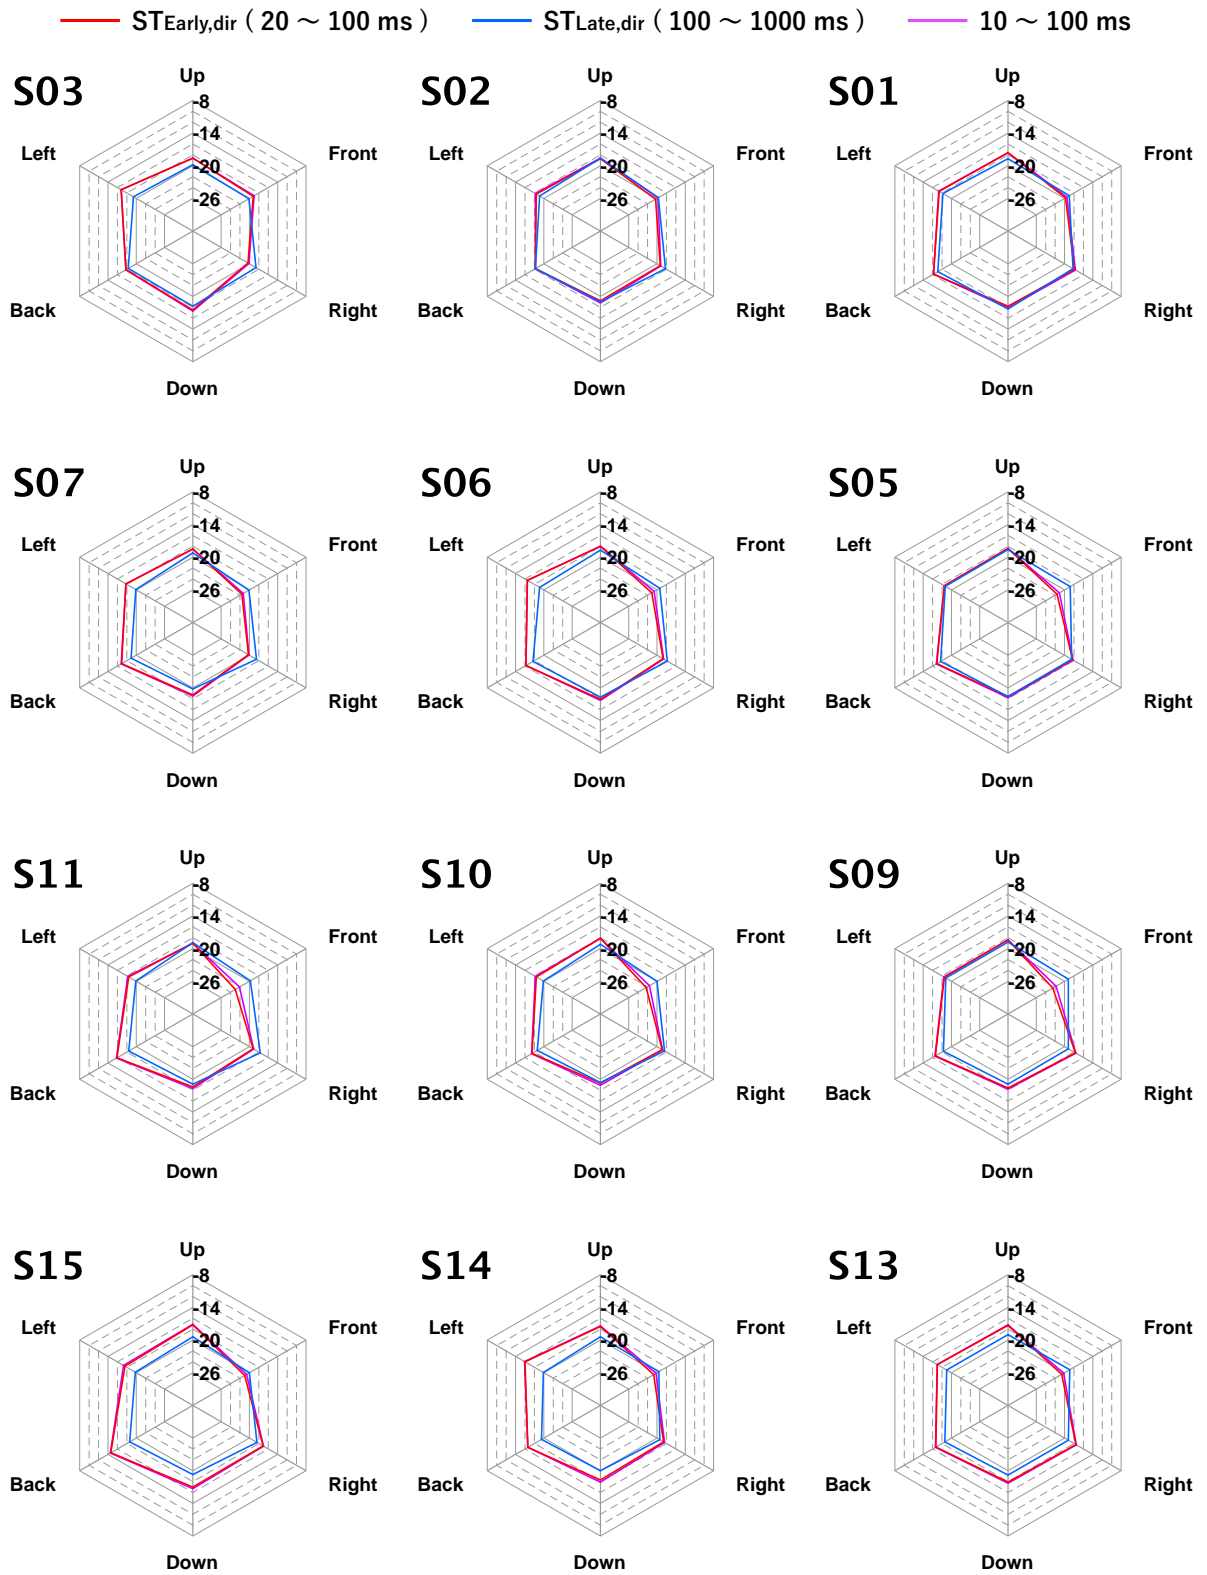 STEarly,dir ( 20 ～ 100 ms ) STLate,dir ( 100 ～ 1000 ms ) 10 ～ 100 ms
S03 Up S02 Up S01 Up
-8 -8 -8
-14 -14 -14
Left Front Left Front Left Front
-20 -20 -20
-26 -26 -26
Back Right Back Right Back Right
Down Down Down
S07 Up S06 Up S05 Up
-8 -8 -8
-14 -14 -14
Left Front Left Front Left Front
-20 -20 -20
-26 -26 -26
Back Right Back Right Back Right
Down Down Down
S11 Up S10 Up S09 Up
-8 -8 -8
-14 -14 -14
Left Front Left Front Left Front
-20 -20 -20
-26 -26 -26
Back Right Back Right Back Right
Down Down Down
S15 Up S14 Up S13 Up
-8 -8 -8
-14 -14 -14
Left Front Left Front Left Front
-20 -20 -20
-26 -26 -26
Back Right Back Right Back Right
Down Down Down